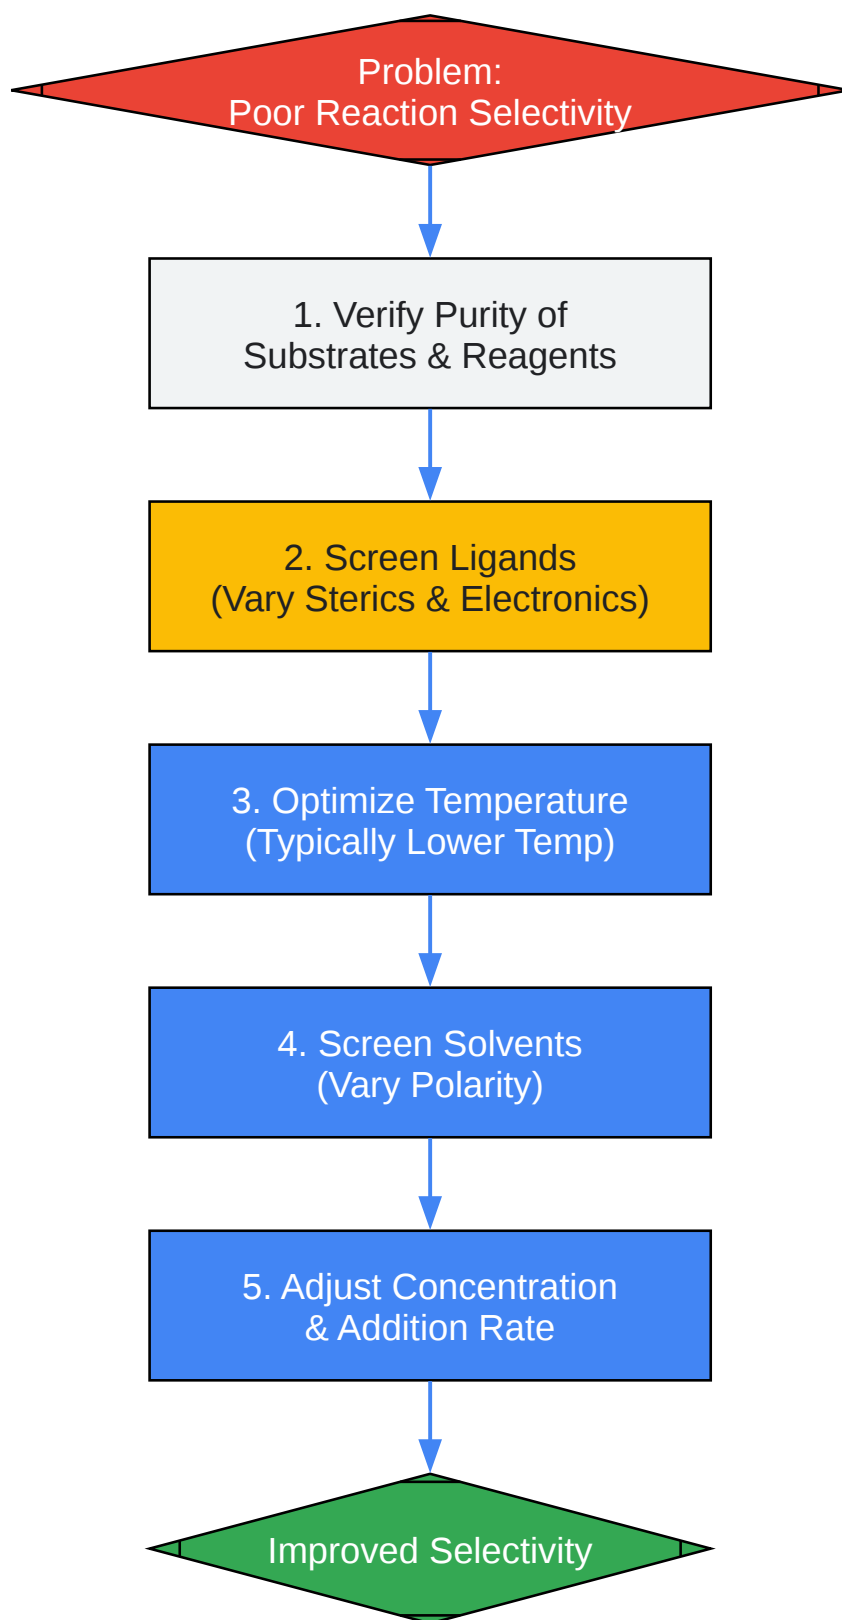 Problem:
Poor Reaction Selectivity
1. Verify Purity of
Substrates & Reagents
2. Screen Ligands
(Vary Sterics & Electronics)
3. Optimize Temperature
(Typically Lower Temp)
4. Screen Solvents
(Vary Polarity)
5. Adjust Concentration
& Addition Rate
Improved Selectivity